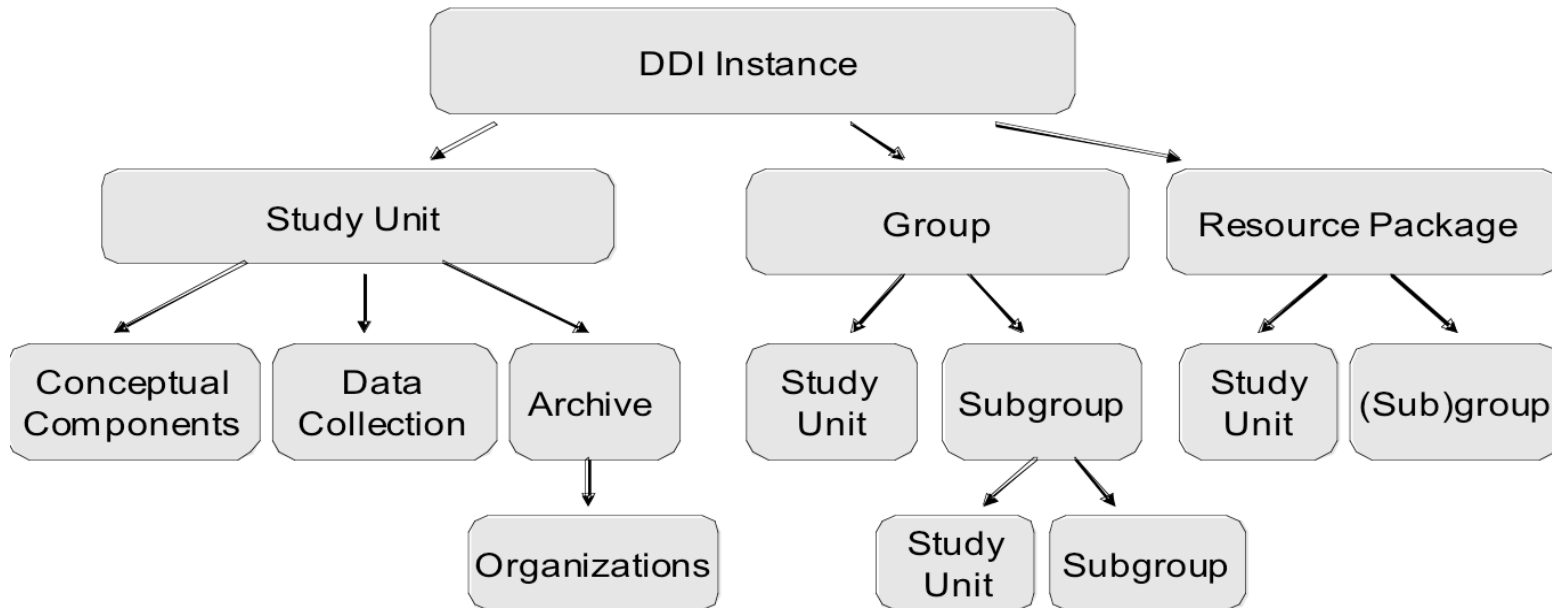 DDI Instance
Study Unit
Group
Resource Package
Conceptual
Components
Data
Collection
Archive
Study
Unit
Subgroup
Study
Unit
(Sub)group
Organizations
Study
Unit
Subgroup